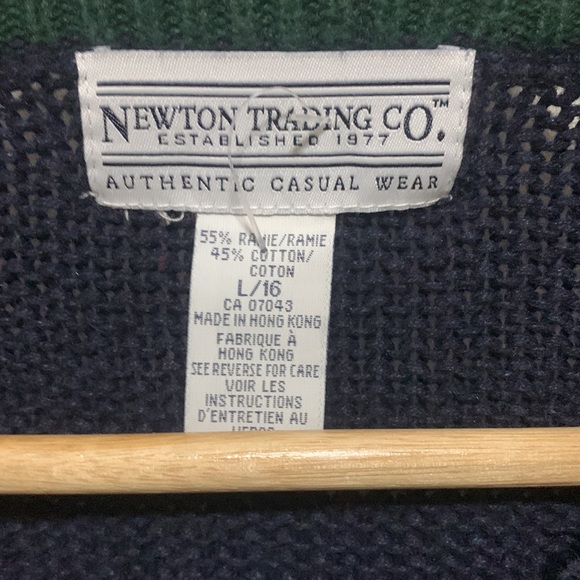 NEWTON TRADING CO.™
ESTABLISHED 1977
AUTHENTIC CASUAL WEAR
55% RAMIE/RAMIE
45% COTTON/
COTON
L/16
CA 07043
MADE IN HONG KONG
FABRIQUE À
HONG KONG
SEE REVERSE FOR CARE
VOIR LES
INSTRUCTIONS
D'ENTRETIEN AU